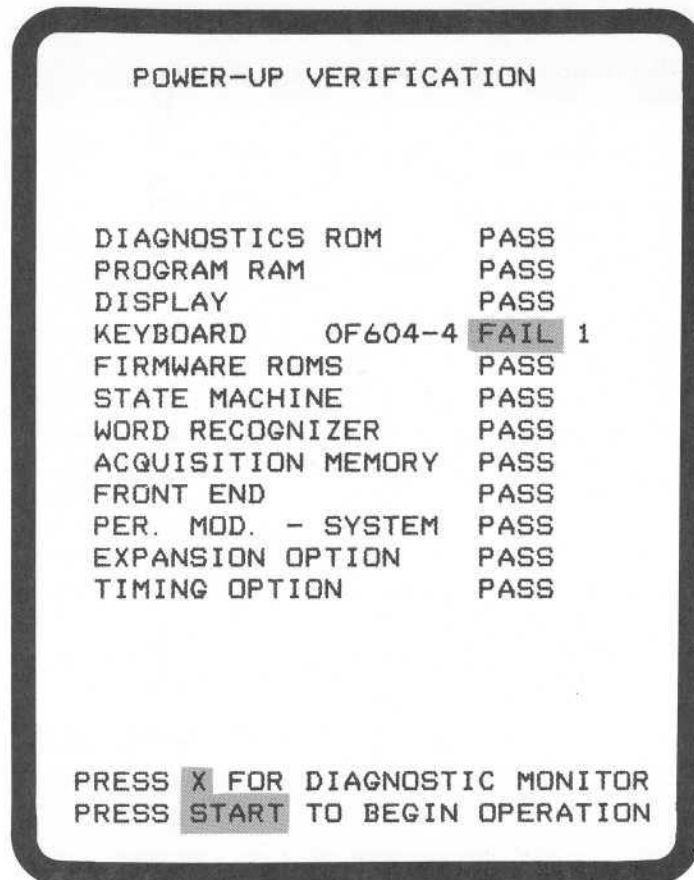 POWER-UP VERIFICATION
DIAGNOSTICS ROM PASS
PROGRAM RAM PASS
DISPLAY PASS
KEYBOARD OF604-4 FAIL 1
FIRMWARE ROMS PASS
STATE MACHINE PASS
WORD RECOGNIZER PASS
ACQUISITION MEMORY PASS
FRONT END PASS
PER. MOD. - SYSTEM PASS
EXPANSION OPTION PASS
TIMING OPTION PASS
PRESS X FOR DIAGNOSTIC MONITOR
PRESS START TO BEGIN OPERATION